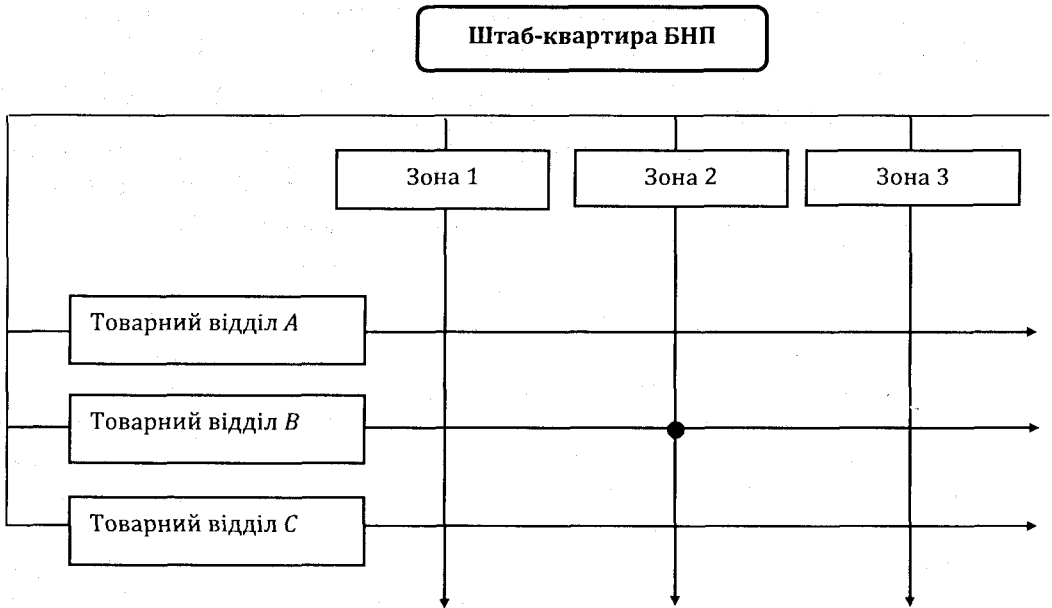 Штаб-квартира БНП
Зона 1
Зона 2
Зона 3
Товарний відділ A
Товарний відділ B
Товарний відділ C